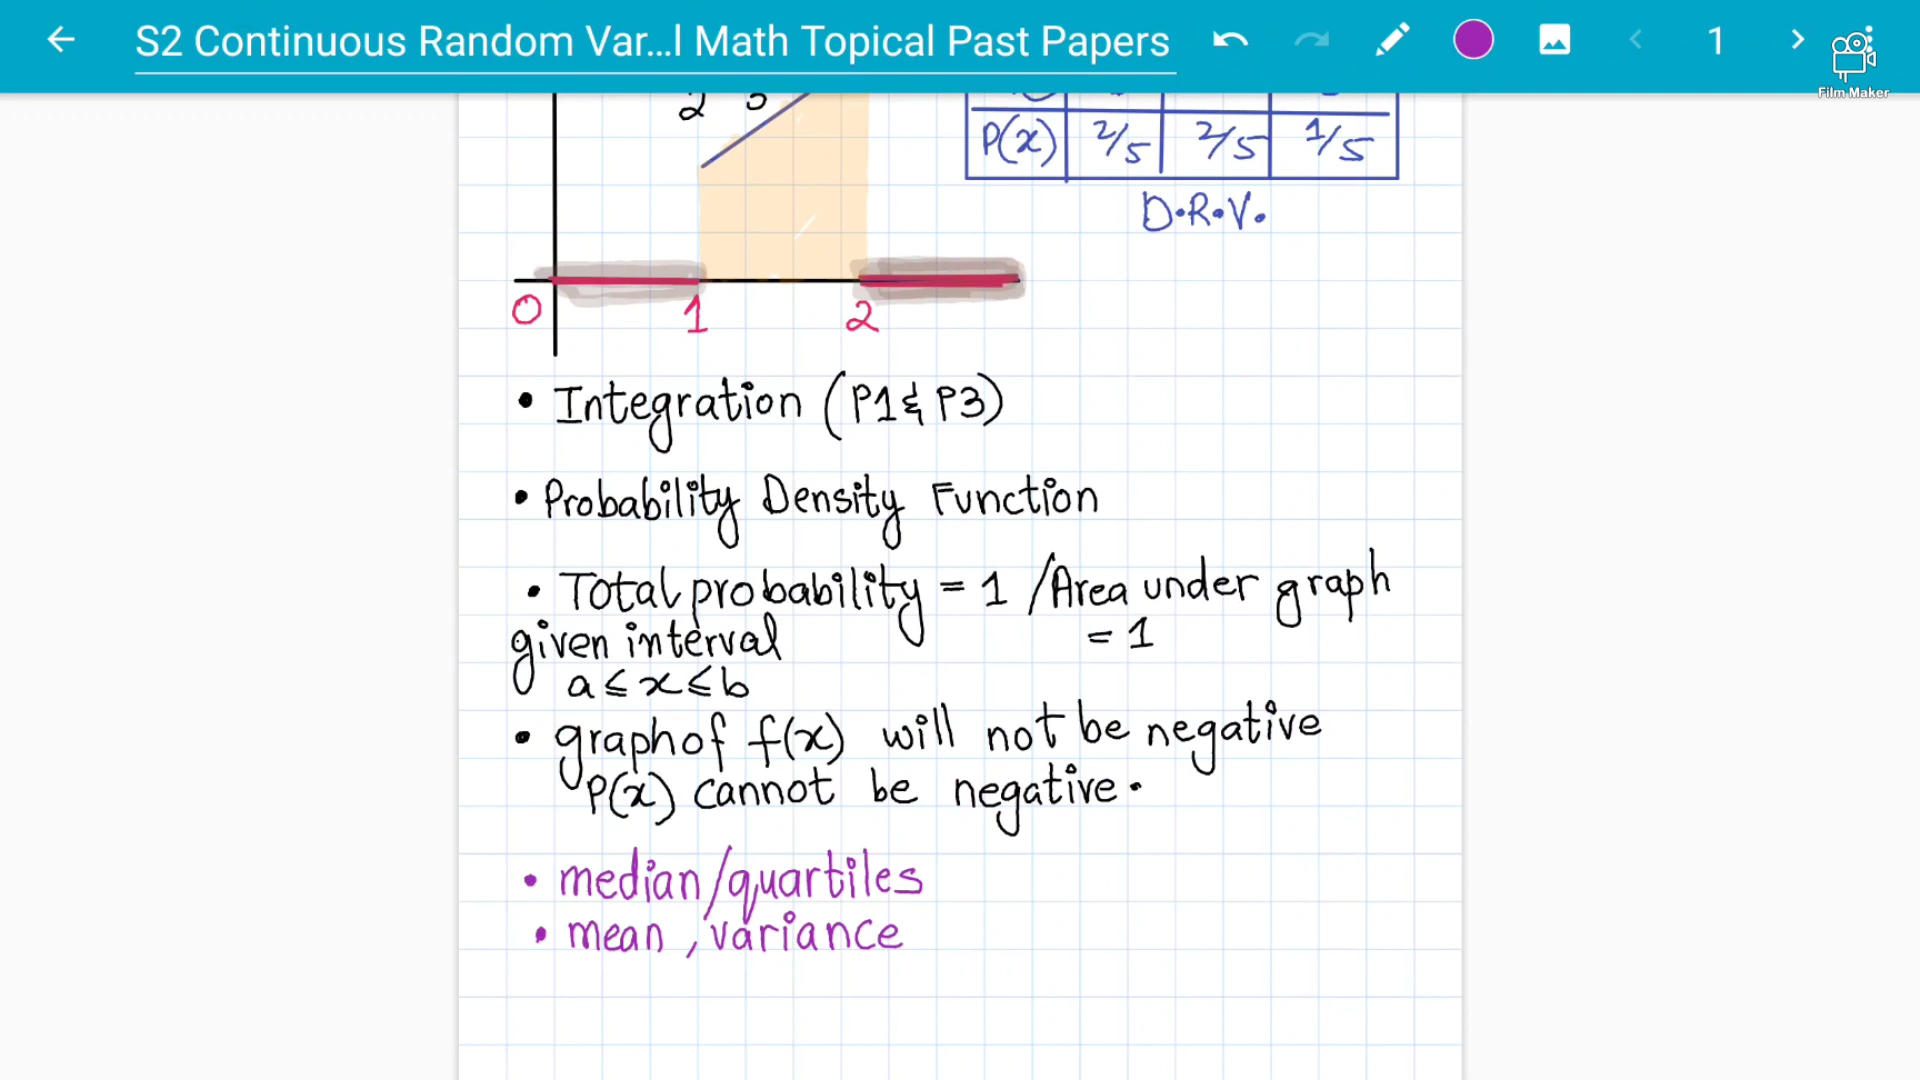 S2 Continuous Random Var...l Math Topical Past Papers
1
Film Maker
2 3
P(x) 2/5 2/5 1/5
D.R.V.
0 1 2
• Integration (P1 & P3)
• Probability Density Function
• Total probability = 1 / Area under graph
given interval = 1
a ≤ x ≤ b
• graph of f(x) will not be negative
P(x) cannot be negative.
• median/quartiles
• mean, variance